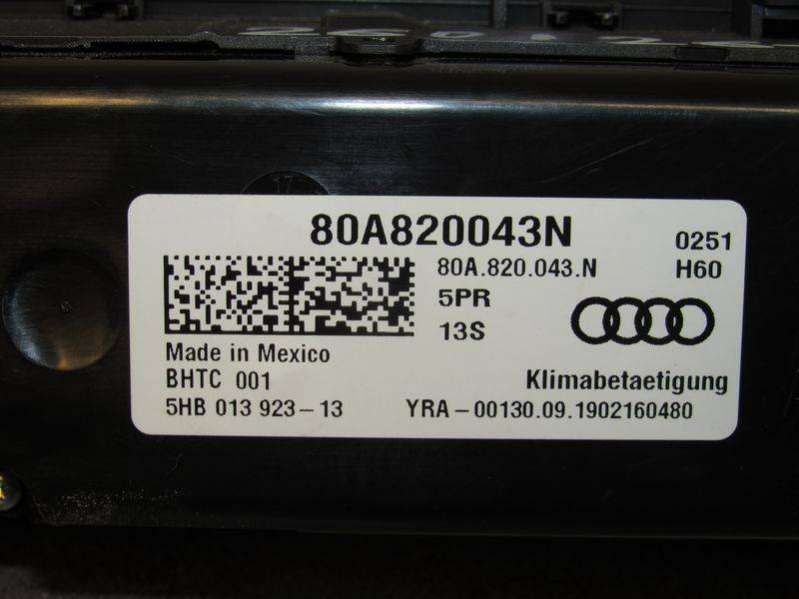 80A820043N
0251
80A.820.043.N
H60
5PR
13S
Made in Mexico
BHTC 001
Klimabetaetigung
5HB 013 923-13
YRA-00130.09.1902160480